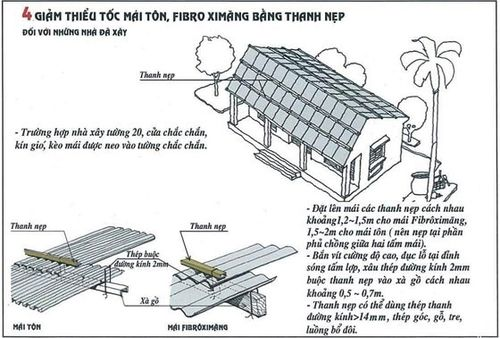 4 GIẢM THIỂU TỐC MÁI TÔN, FIBRO XIMĂNG BẰNG THANH NẸP
ĐỐI VỚI NHỮNG NHÀ ĐÃ XÂY
Thanh nẹp
- Trường hợp nhà xây tường 20, cửa chắc chắn,
kín gió, kèo mái được neo vào tường chắc chắn.
Thanh nẹp
Thép buộc
đường kính 2mm
Xà gồ
MÁI TÔN
Thanh nẹp
MÁI FIBRÔXIMĂNG
- Đặt lên mái các thanh nẹp cách nhau
khoảng1,2~1,5m cho mái Fibrôximăng,
1,5~2m cho mái tôn ( nên nẹp tại phần
phủ chồng giữa hai tấm mái).
- Bắn vít cường độ cao, đục lỗ tại đỉnh
sóng tấm lợp, xâu thép đường kính 2mm
buộc thanh nẹp vào xà gồ cách nhau
khoảng 0,5 ~ 0,7m.
- Thanh nẹp có thể dùng thép thanh
đường kính>14mm, thép góc, gỗ, tre,
luồng bổ đôi.